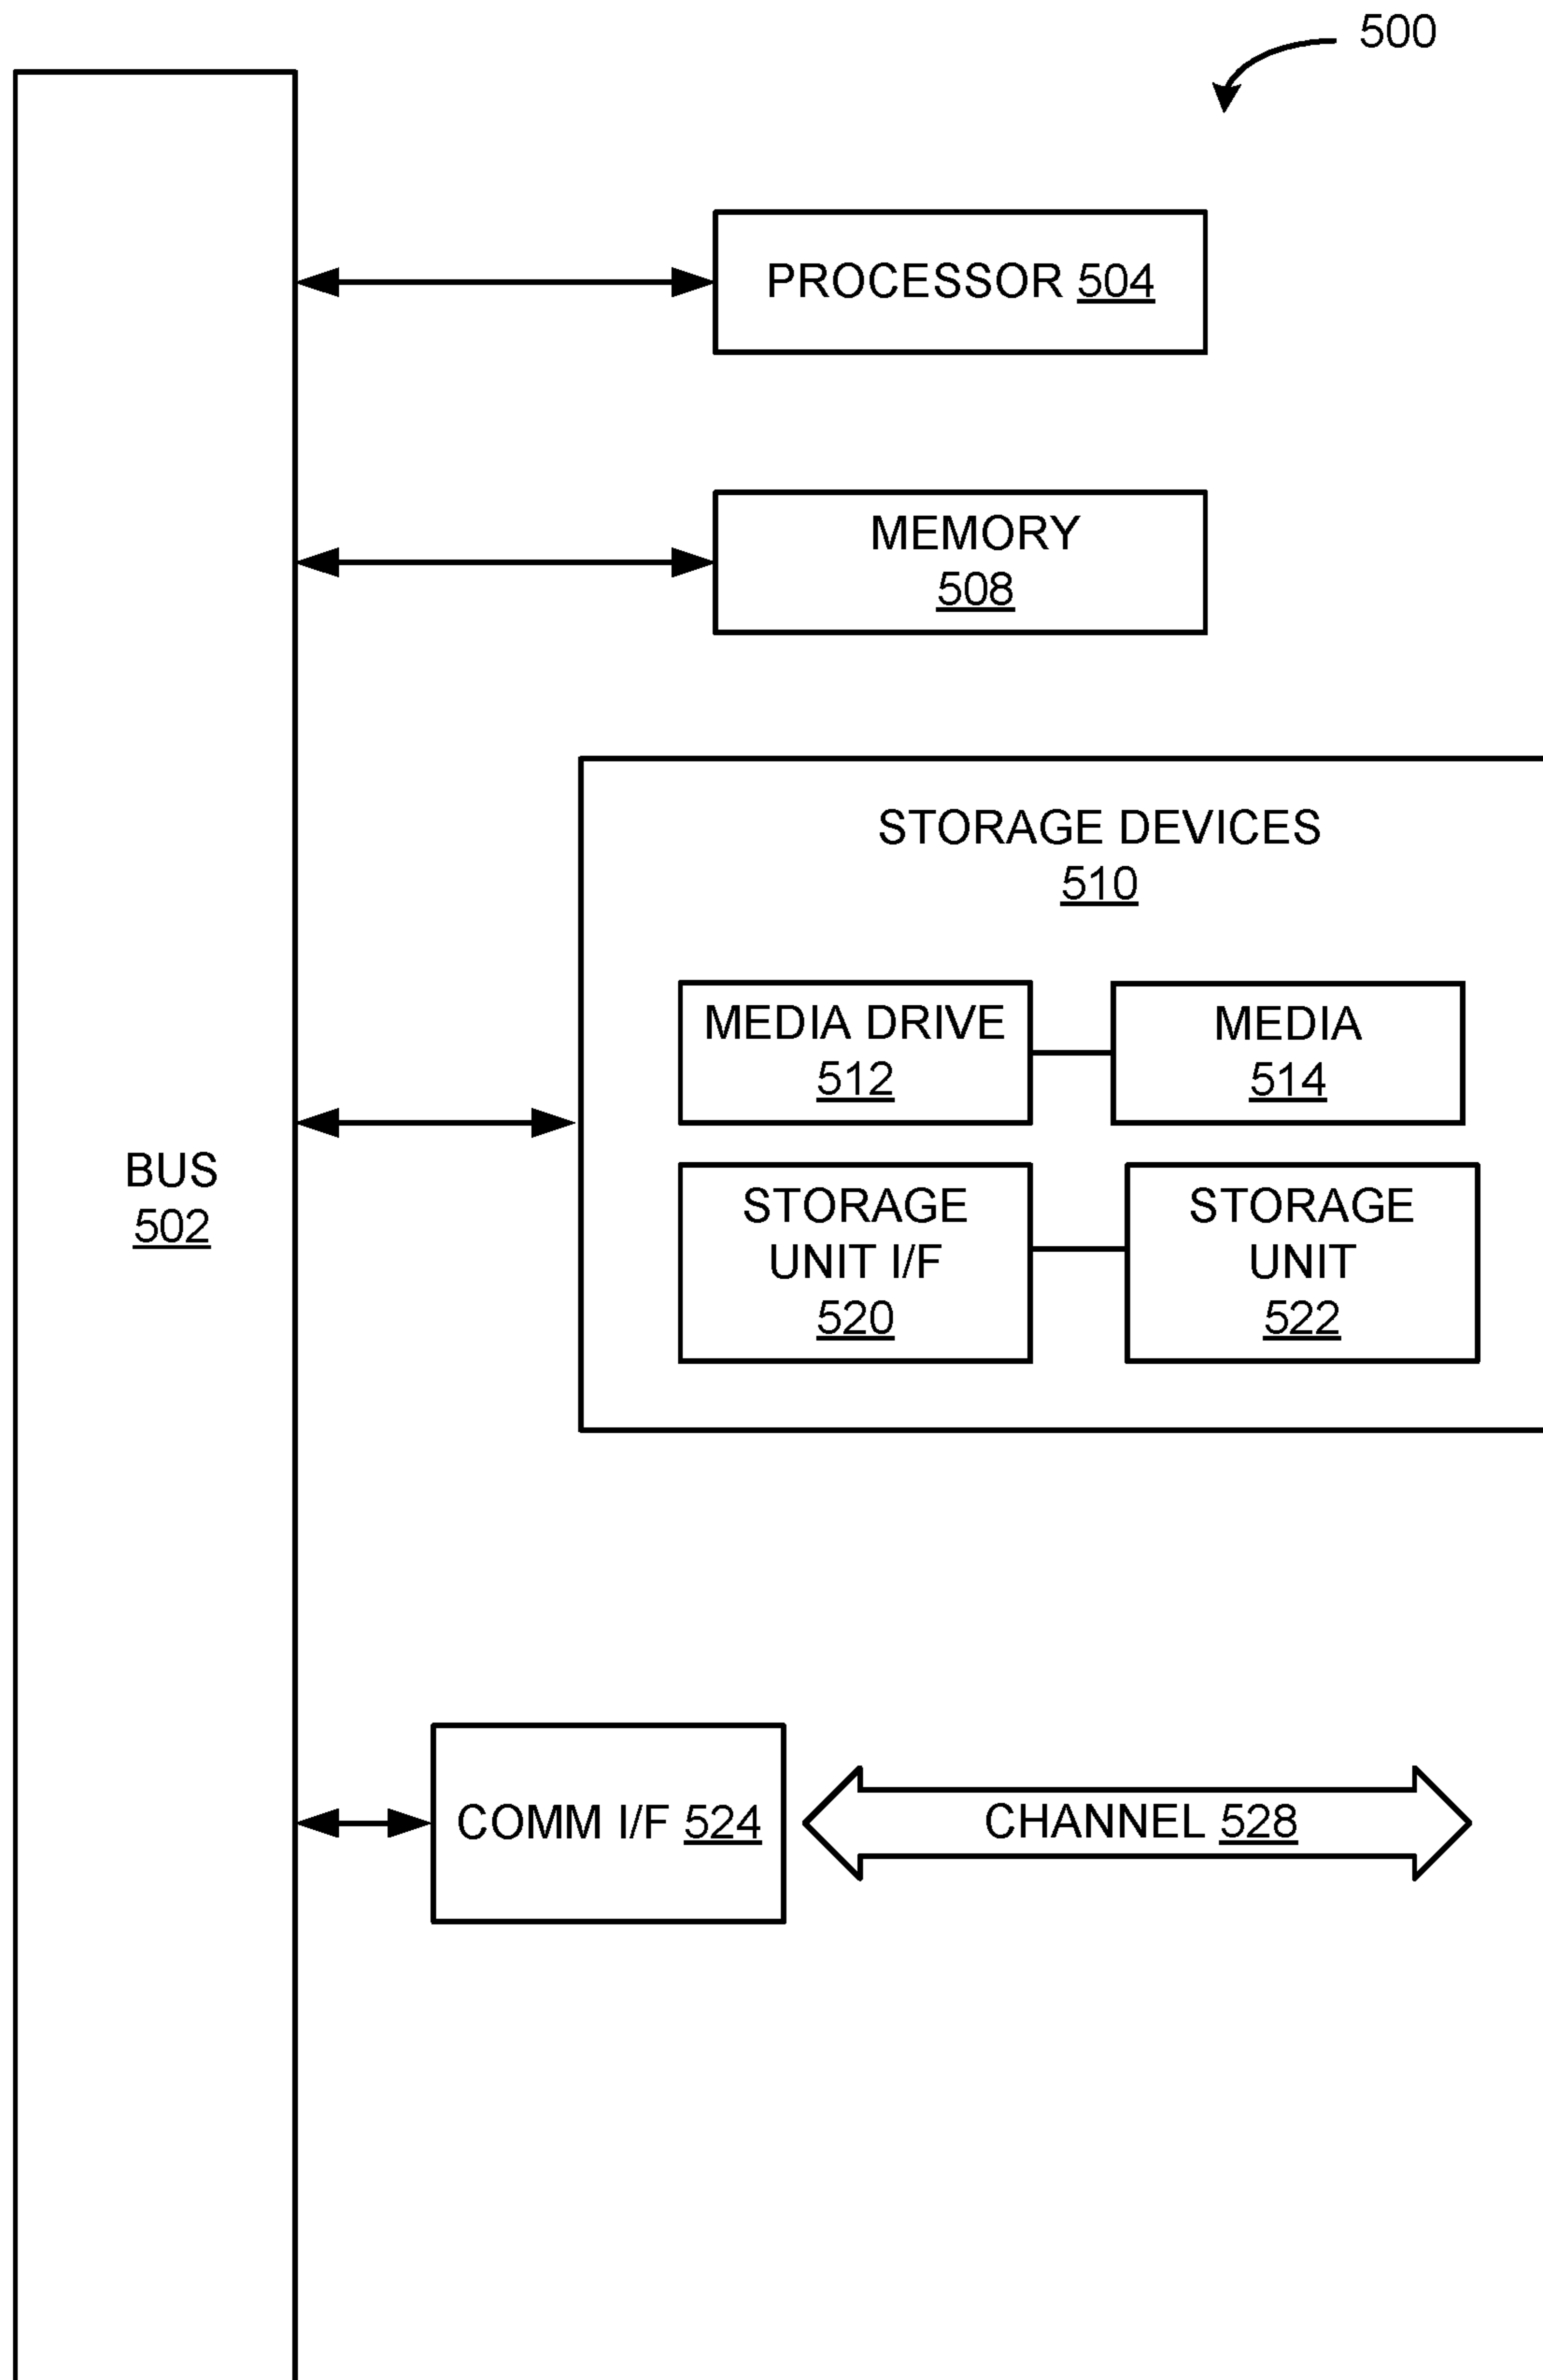 500
PROCESSOR 504
MEMORY
508
STORAGE DEVICES
510
MEDIA DRIVE
512
MEDIA
514
BUS
502
STORAGE
UNIT I/F
520
STORAGE
UNIT
522
COMM I/F 524
CHANNEL 528